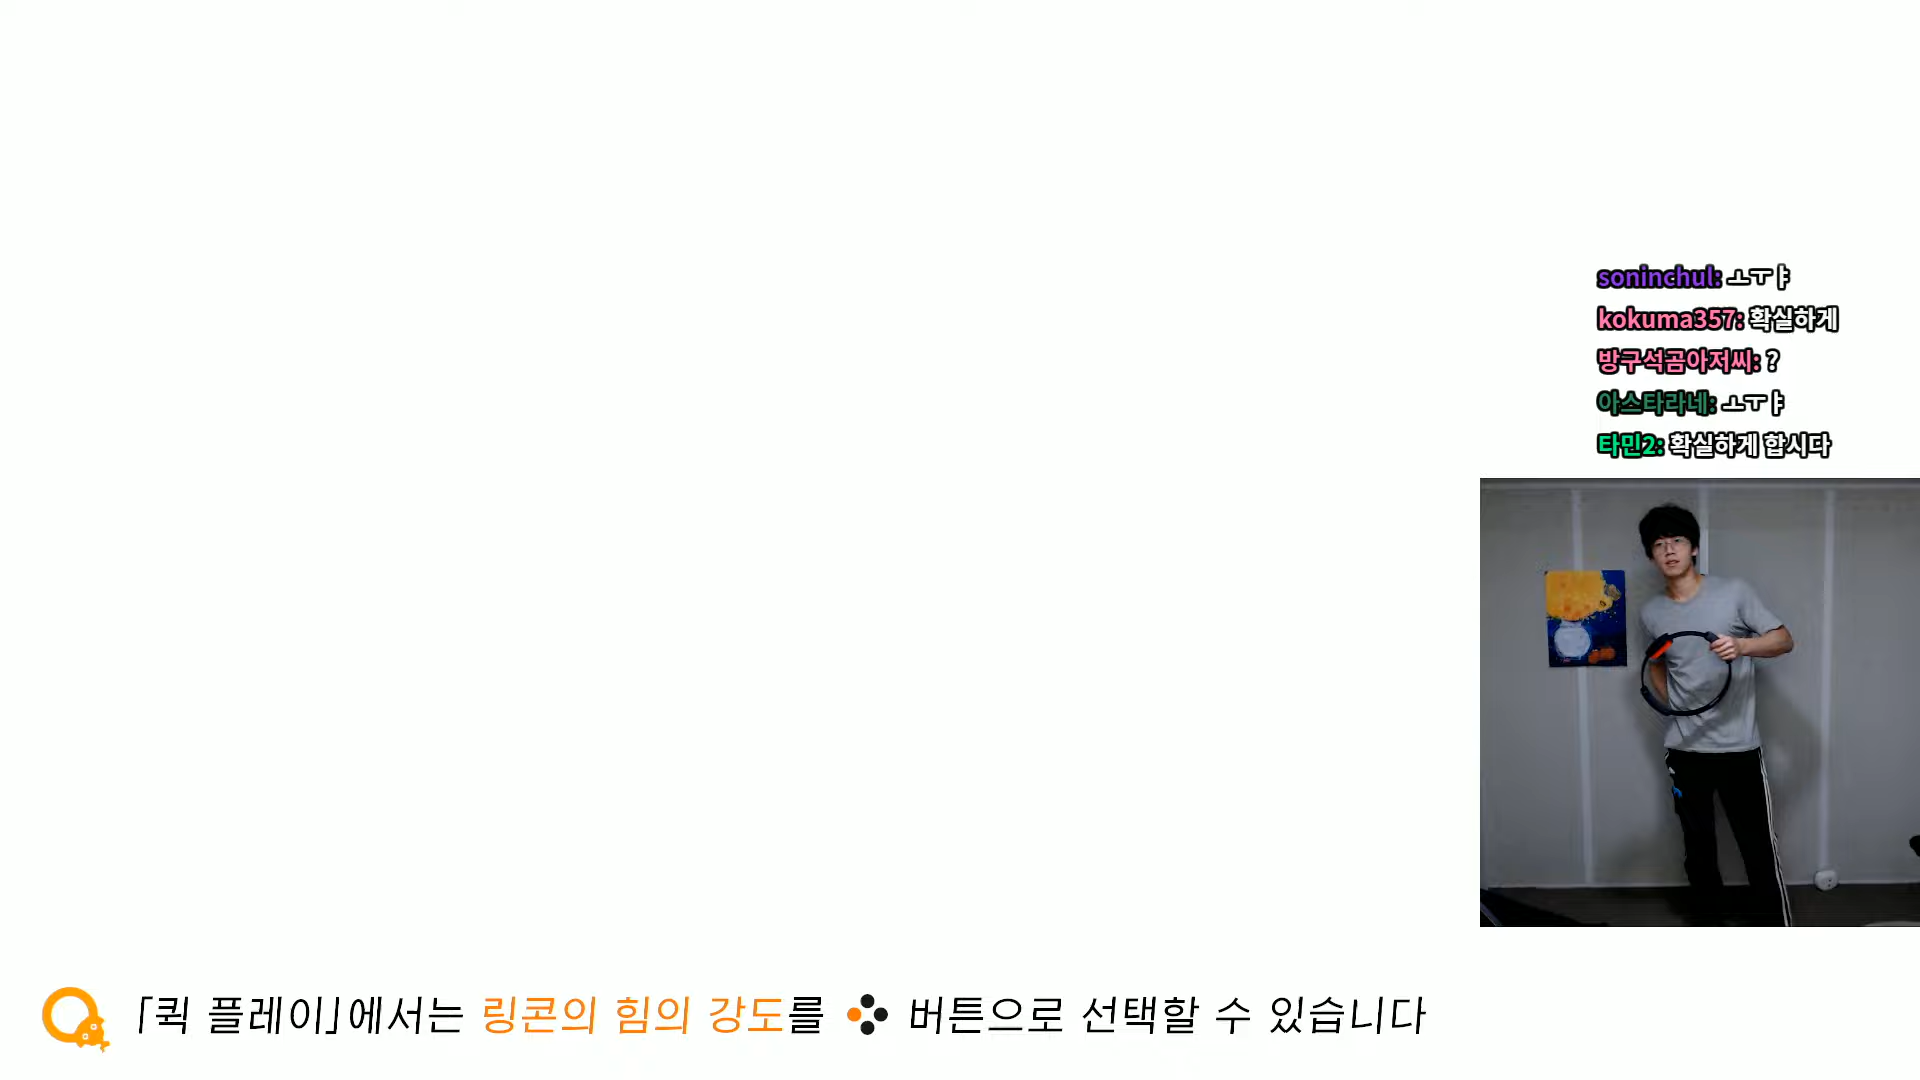 soninchul: ㅗㅜㅑ
kokuma357: 확실하게
방구석곰아저씨: ?
아스타라네: ㅗㅜㅑ
타민2: 확실하게 합시다
「퀵 플레이」에서는 링콘의 힘의 강도를 버튼으로 선택할 수 있습니다